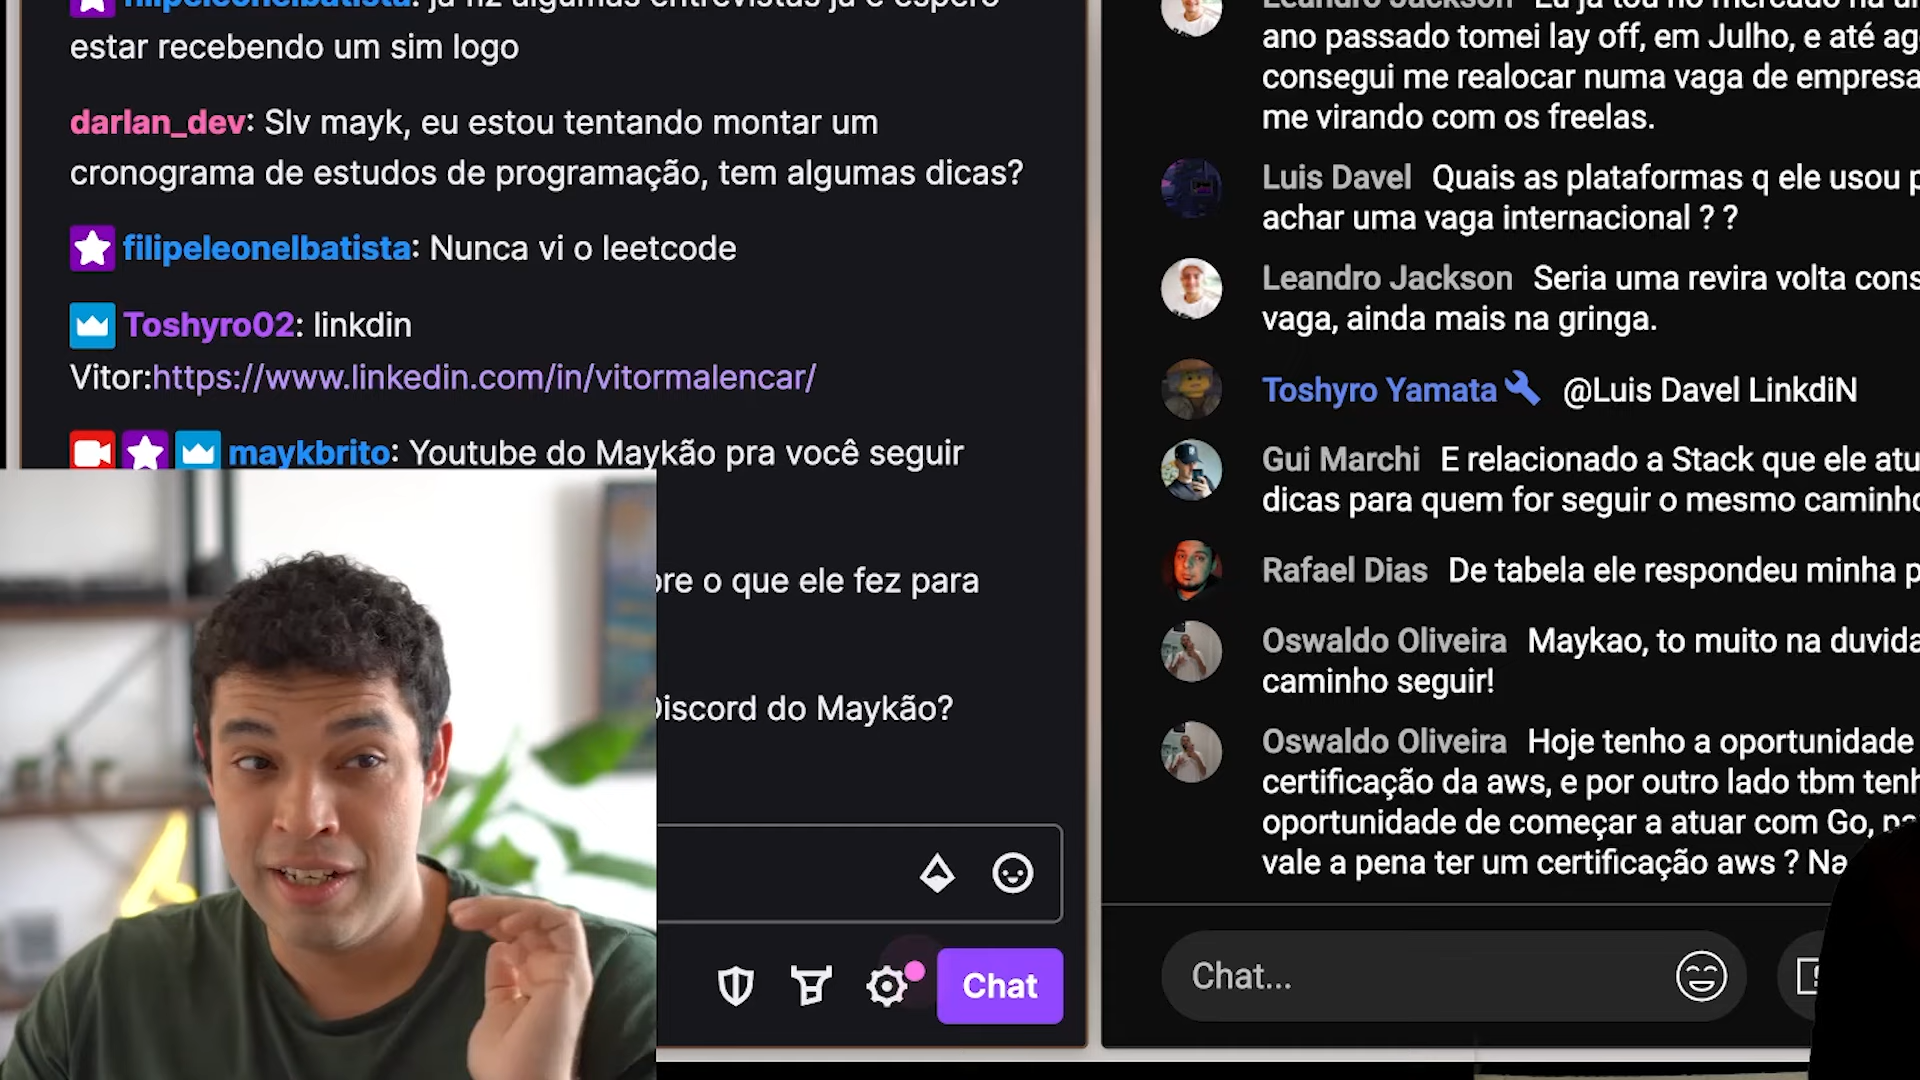 filipeleonelbatista: já fiz algumas entrevistas já e espero
estar recebendo um sim logo
darlan_dev: Slv mayk, eu estou tentando montar um
cronograma de estudos de programação, tem algumas dicas?
filipeleonelbatista: Nunca vi o leetcode
Toshyro02: linkdin
Vitor:https://www.linkedin.com/in/vitormalencar/
maykbrito: Youtube do Maykão pra você seguir
o que ele fez para
Discord do Maykão?
Chat
Leandro Jackson Eu já tou no mercado há
ano passado tomei lay off, em Julho, e até
consegui me realocar numa vaga de empresa
me virando com os freelas.
Luis Davel Quais as plataformas q ele usou
achar uma vaga internacional ? ?
Leandro Jackson Seria uma revira volta
vaga, ainda mais na gringa.
Toshyro Yamata @Luis Davel LinkdiN
Gui Marchi E relacionado a Stack que ele
dicas para quem for seguir o mesmo
Rafael Dias De tabela ele respondeu minha
Oswaldo Oliveira Maykao, to muito na duvida
caminho seguir!
Oswaldo Oliveira Hoje tenho a oportunidade
certificação da aws, e por outro lado tbm
oportunidade de começar a atuar com Go,
vale a pena ter um certificação aws ? Na
Chat...